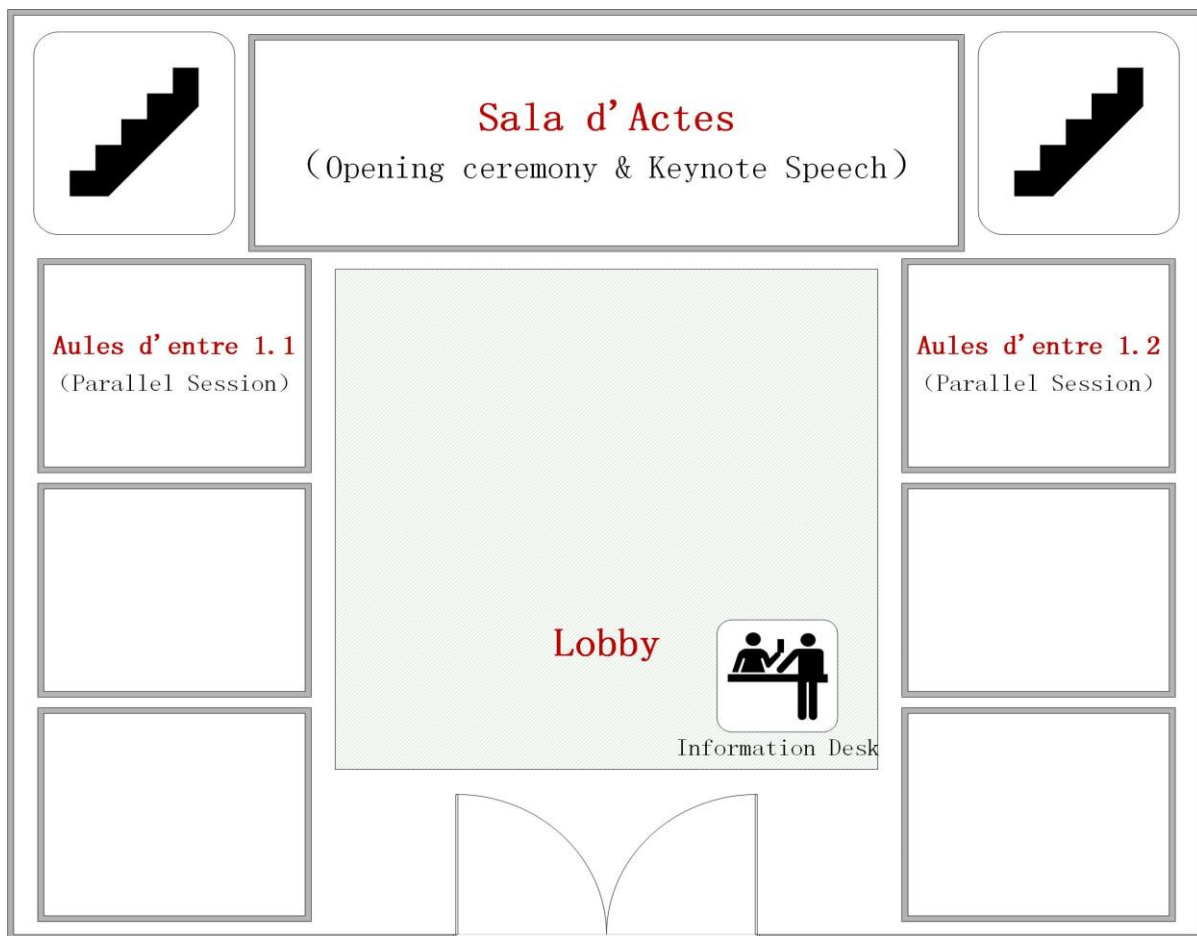 Sala d'Actes
(Opening ceremony & Keynote Speech)
Aules d'entre 1.1
(Parallel Session)
Aules d'entre 1.2
(Parallel Session)
Lobby
Information Desk